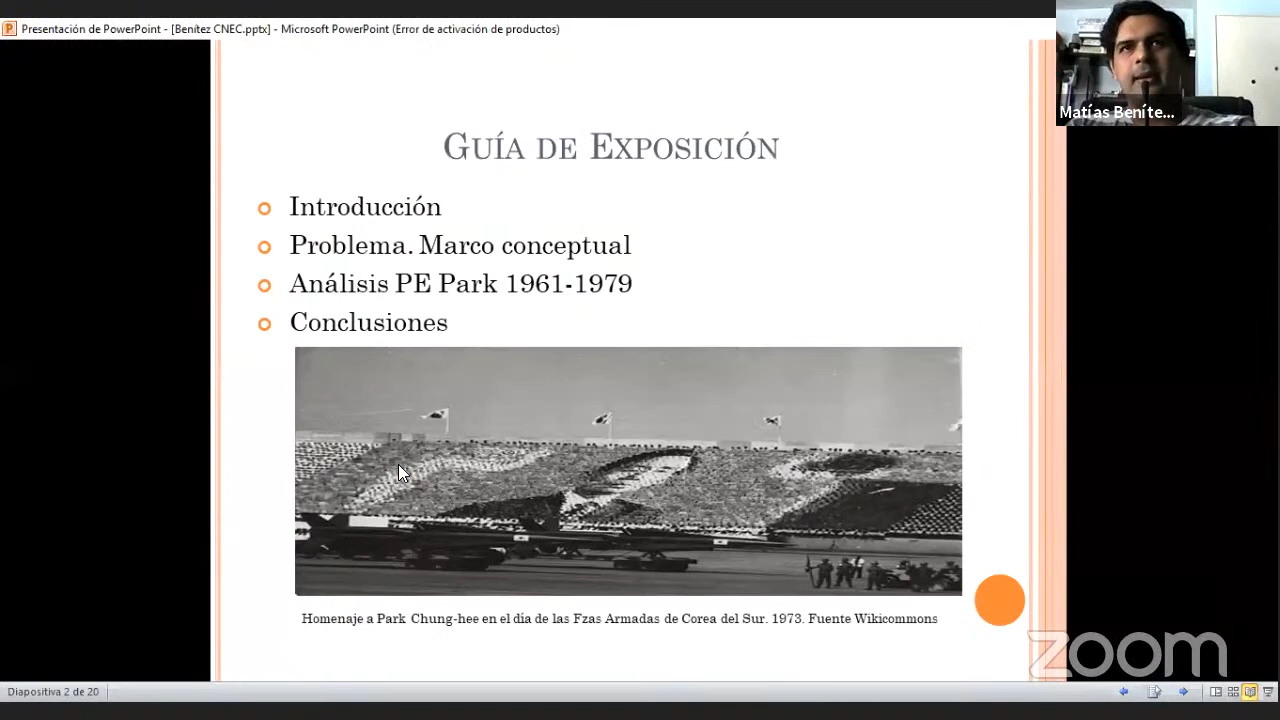 Presentación de PowerPoint - [Benítez CNEC.pptx] - Microsoft PowerPoint (Error de activación de productos)
Matías Beníte...
GUÍA DE EXPOSICIÓN
Introducción
Problema. Marco conceptual
Análisis PE Park 1961-1979
Conclusiones
Homenaje a Park Chung-hee en el día de las Fzas Armadas de Corea del Sur. 1973. Fuente Wikicommons
zoom
Diapositiva 2 de 20